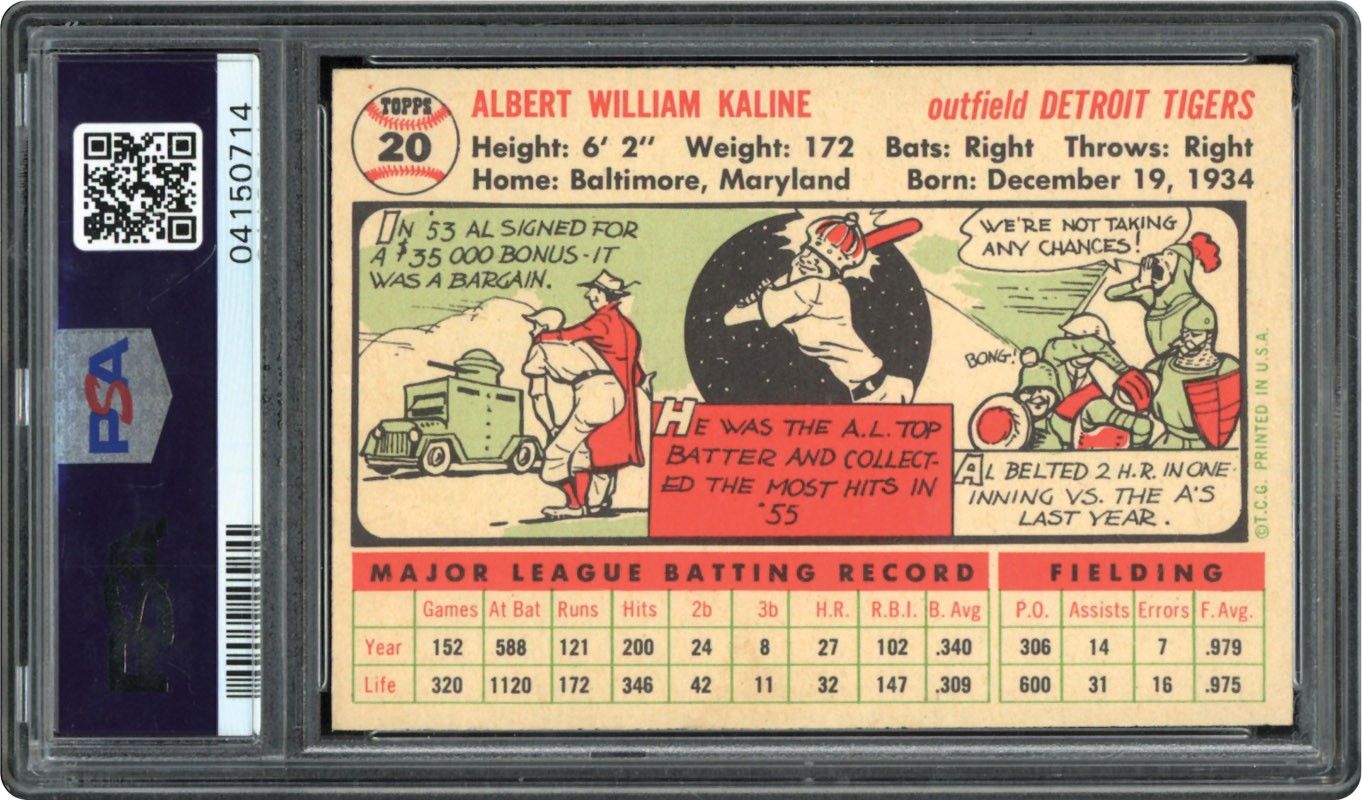 PSA
04150714
TOPPS
20
ALBERT WILLIAM KALINE
outfield DETROIT TIGERS
Height: 6' 2" Weight: 172 Bats: Right Throws: Right
Home: Baltimore, Maryland Born: December 19, 1934
IN '53 AL SIGNED FOR
A $35 000 BONUS - IT
WAS A BARGAIN.
HE WAS THE A.L. TOP
BATTER AND COLLECT-
ED THE MOST HITS IN
'55
WE'RE NOT TAKING
ANY CHANCES!
BONG!
AL BELTED 2 H.R. IN ONE
INNING VS. THE A'S
LAST YEAR.
©T.C.G. PRINTED IN U.S.A.
MAJOR LEAGUE BATTING RECORD
Games At Bat Runs Hits 2b 3b H.R. R.B.I. B. Avg
Year 152 588 121 200 24 8 27 102 .340
Life 320 1120 172 346 42 11 32 147 .309
FIELDING
P.O. Assists Errors F. Avg.
306 14 7 .979
600 31 16 .975
PSA